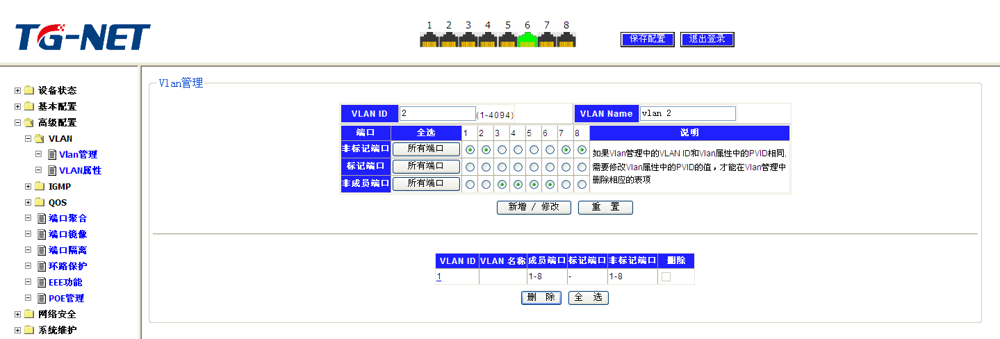 TG-NET
1 2 3 4 5 6 7 8
保存配置 退出登录
设备状态
基本配置
高级配置
VLAN
Vlan管理
VLAN属性
IGMP
QOS
端口聚合
端口镜像
端口隔离
环路保护
EEE功能
POE管理
网络安全
系统维护
Vlan管理
VLAN ID 2 (1-4094) VLAN Name vlan 2
端口 全选 1 2 3 4 5 6 7 8 说明
非标记端口 所有端口
标记端口 所有端口
非成员端口 所有端口
如果Vlan管理中的VLAN ID和Vlan属性中的PVID相同,
需要修改Vlan属性中的PVID的值，才能在Vlan管理中
删除相应的表项
新增 / 修改 重 置
VLAN ID VLAN 名称 成员端口 标记端口 非标记端口 删除
1 1-8 - 1-8
删 除 全 选